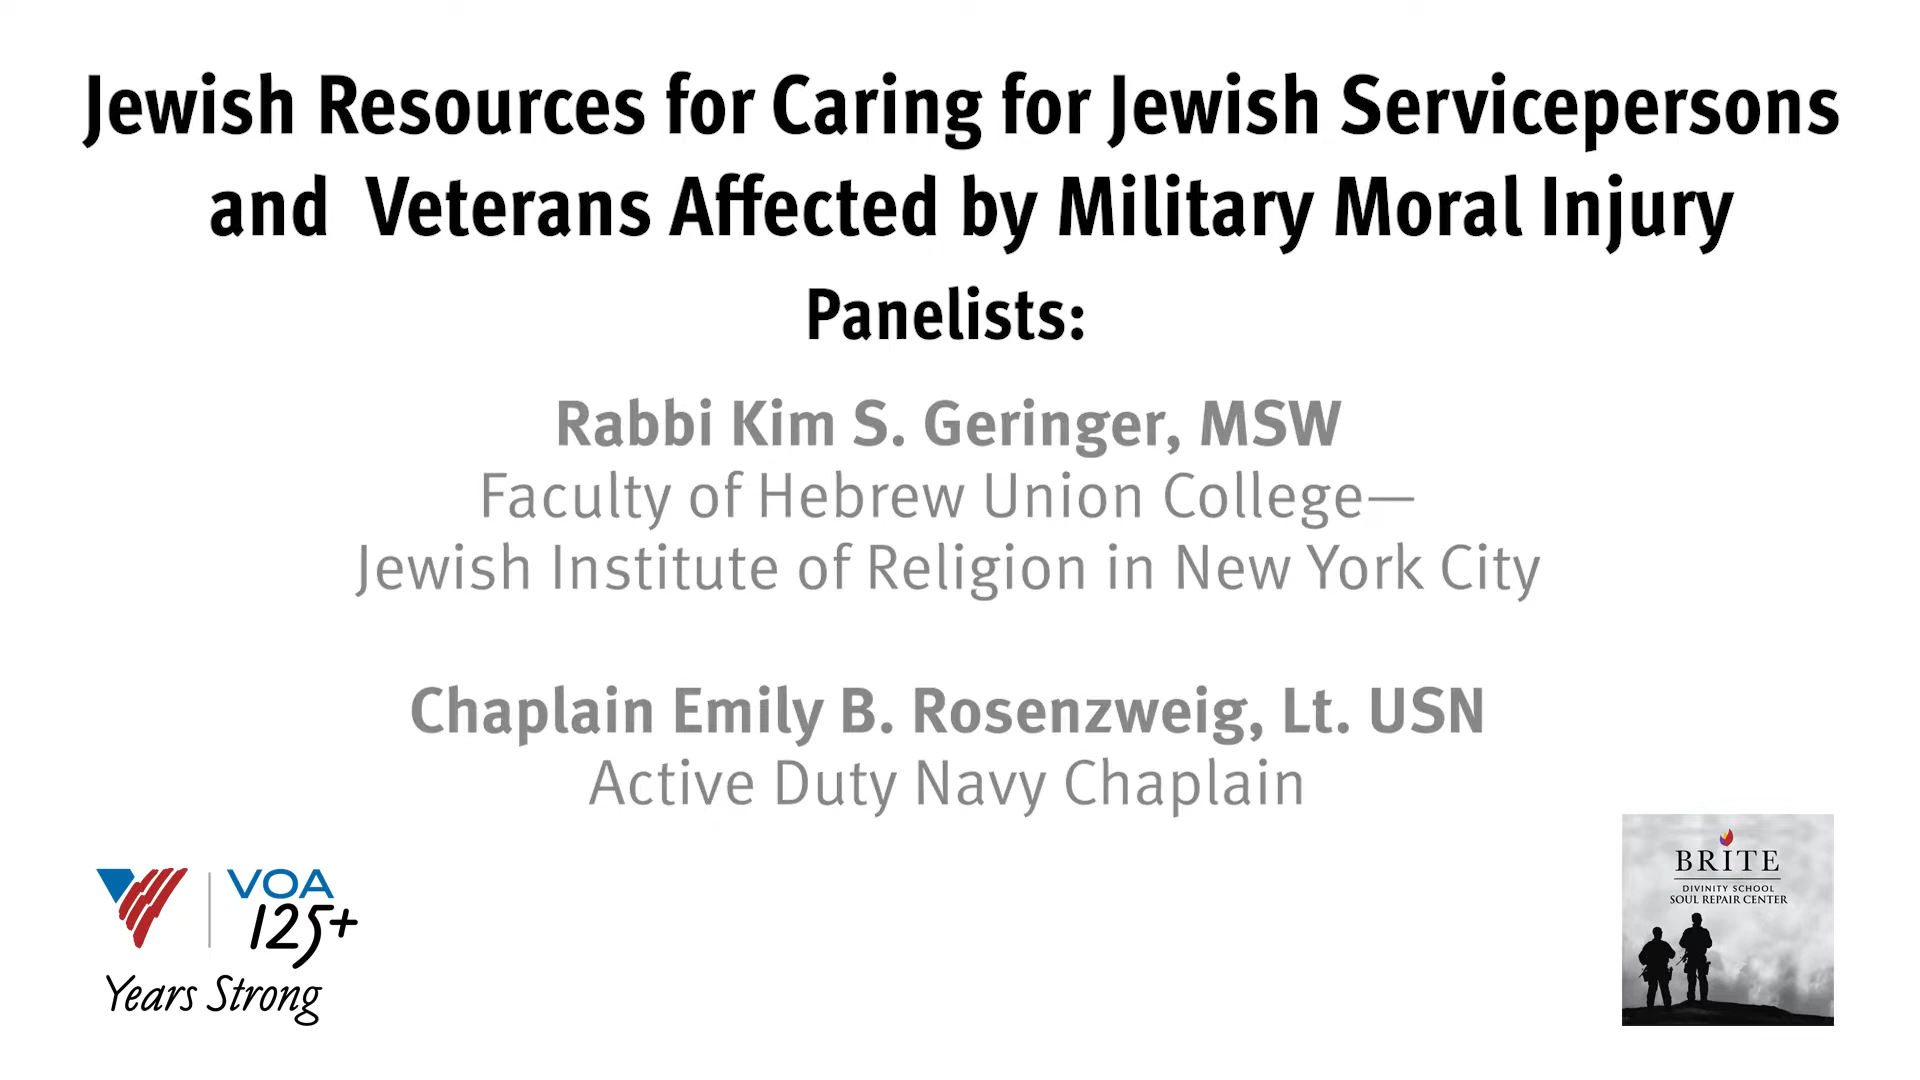 Jewish Resources for Caring for Jewish Servicepersons
and  Veterans Affected by Military Moral Injury
Panelists:
Rabbi Kim S. Geringer, MSW
Faculty of Hebrew Union College—
Jewish Institute of Religion in New York City
Chaplain Emily B. Rosenzweig, Lt. USN
Active Duty Navy Chaplain
VOA
125+
Years Strong
BRITE
DIVINITY SCHOOL
SOUL REPAIR CENTER